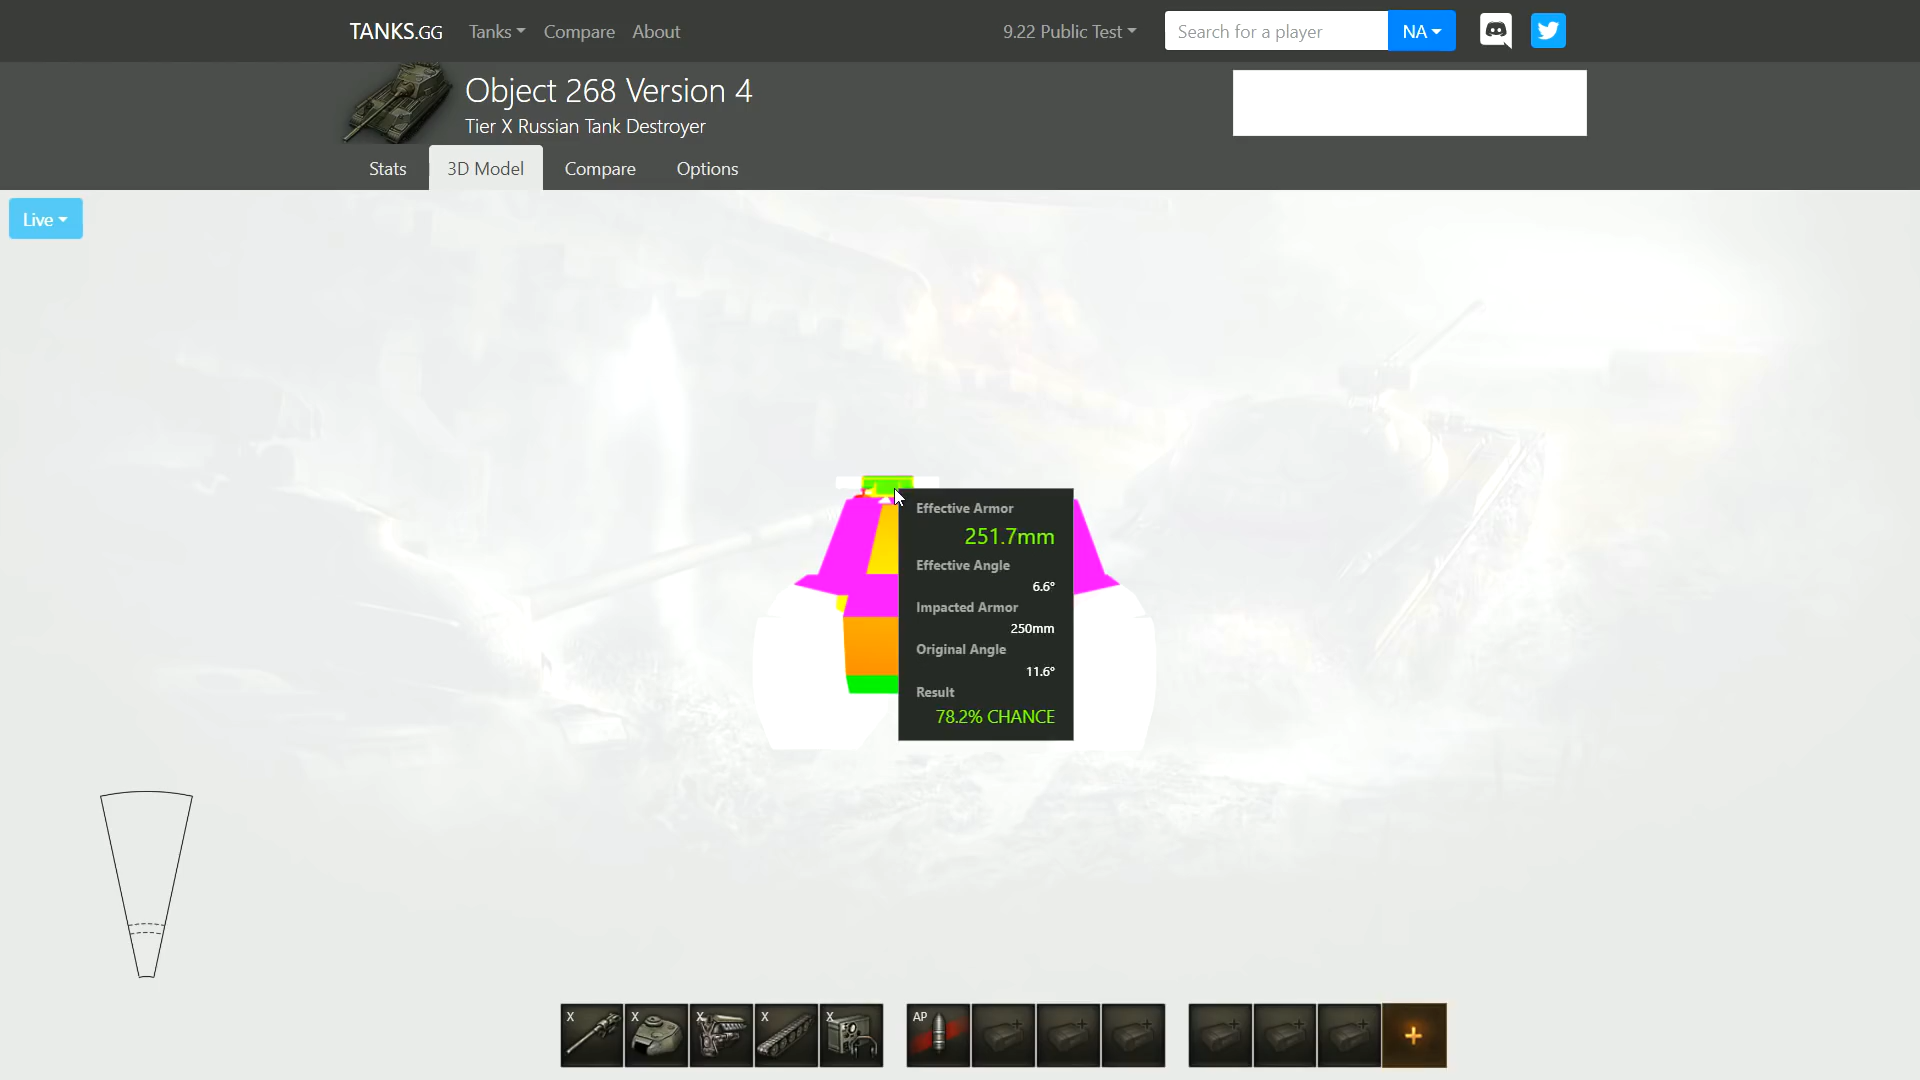 TANKS.GG Tanks Compare About 9.22 Public Test Search for a player NA
Object 268 Version 4
Tier X Russian Tank Destroyer
Stats 3D Model Compare Options
Live
Effective Armor
251.7mm
Effective Angle
6.6°
Impacted Armor
250mm
Original Angle
11.6°
Result
78.2% CHANCE
X X X X X AP